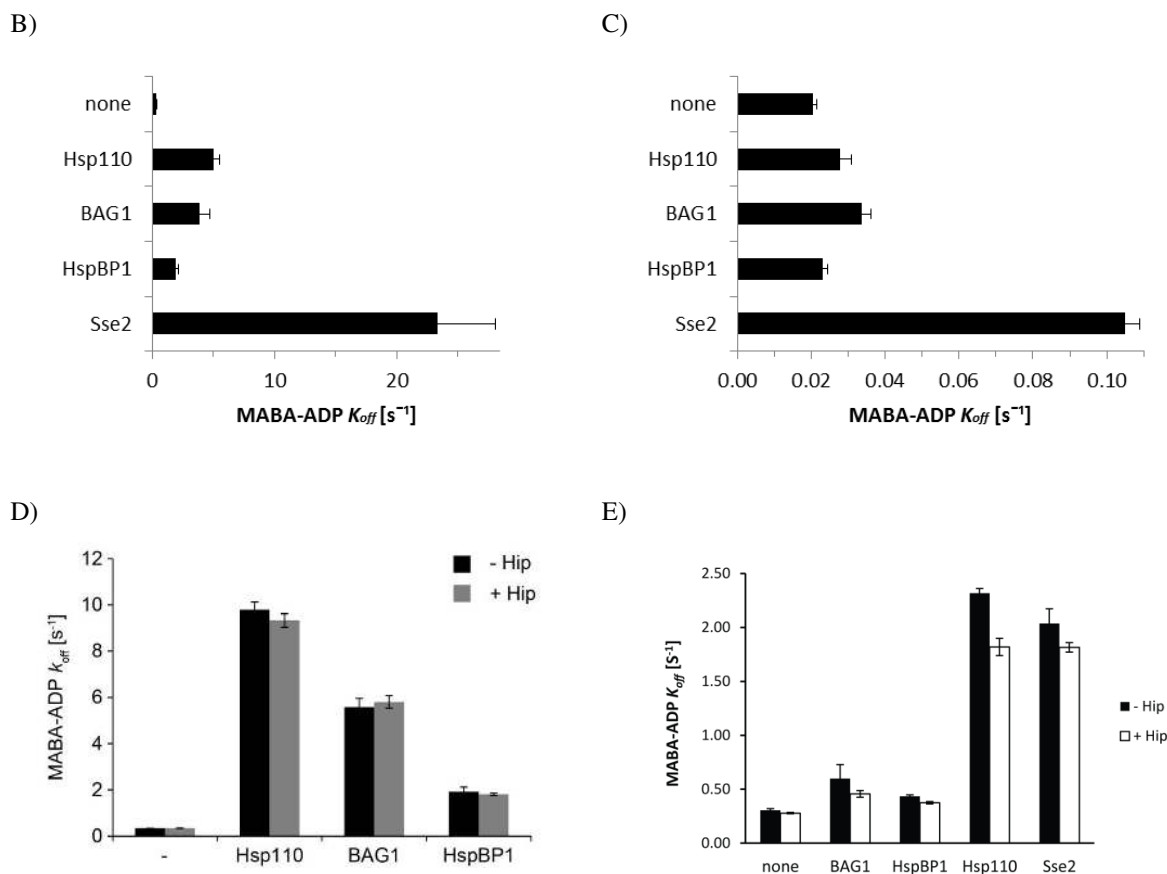 B)
none
Hsp110
BAG1
HspBP1
Sse2
0 10 20
MABA-ADP Koff [s⁻¹]
C)
none
Hsp110
BAG1
HspBP1
Sse2
0.00 0.02 0.04 0.06 0.08 0.10
MABA-ADP Koff [s⁻¹]
D)
12
10
8
6
4
2
0
MABA-ADP koff [s⁻¹]
- Hip
+ Hip
- Hsp110 BAG1 HspBP1
E)
2.50
2.00
1.50
1.00
0.50
0.00
MABA-ADP Koff [S⁻¹]
- Hip
+ Hip
none BAG1 HspBP1 Hsp110 Sse2